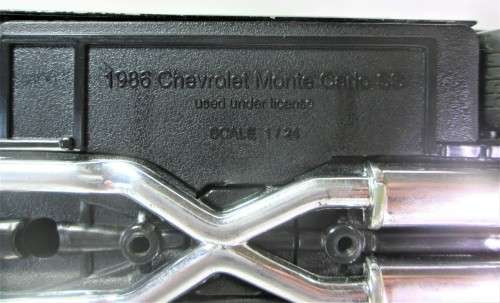 1986 Chevrolet Monte Carlo SS
used under license
SCALE 1/24